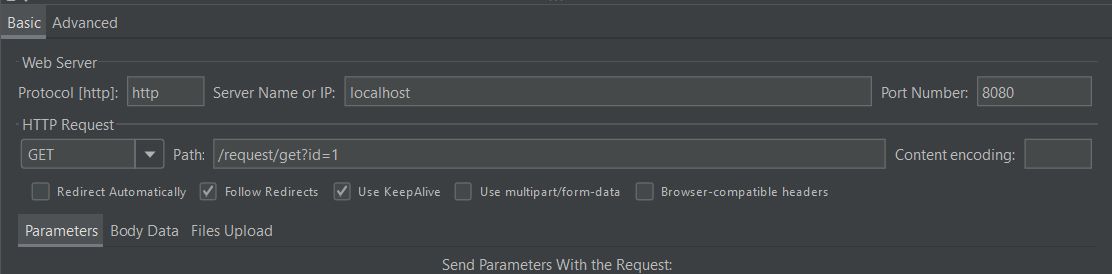 Basic Advanced
Web Server
Protocol [http]: http Server Name or IP: localhost Port Number: 8080
HTTP Request
GET Path: /request/get?id=1 Content encoding:
Redirect Automatically Follow Redirects Use KeepAlive Use multipart/form-data Browser-compatible headers
Parameters Body Data Files Upload
Send Parameters With the Request: